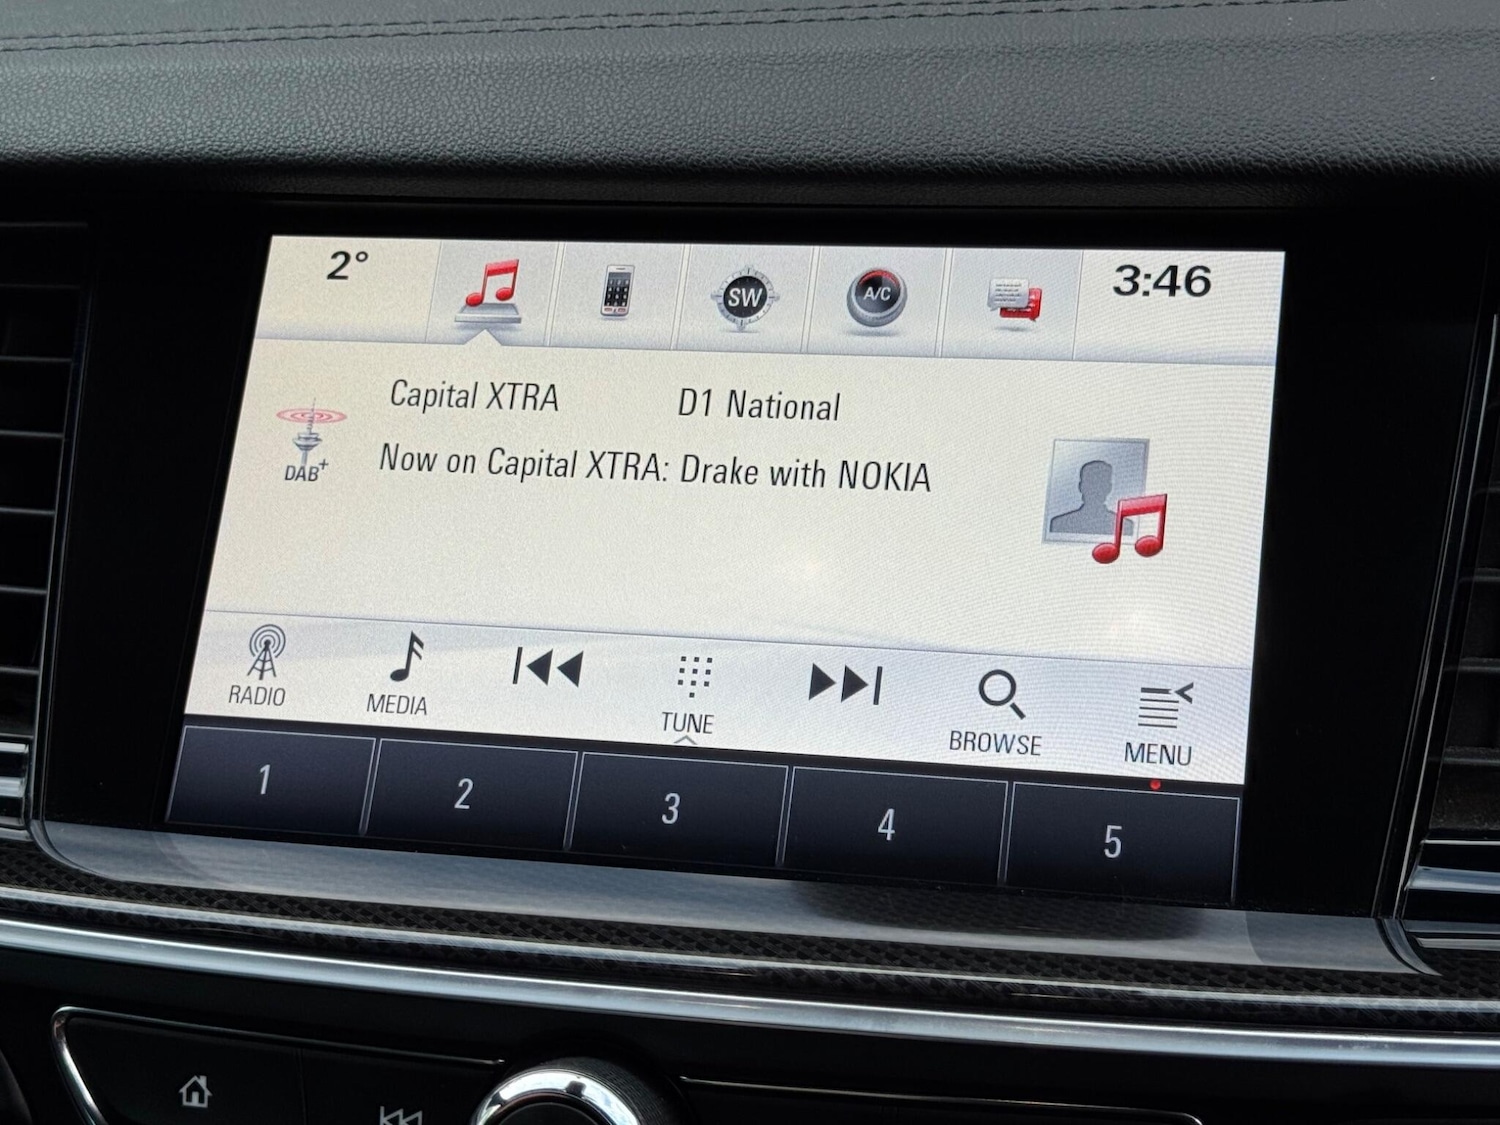 2°
SW
A/C
3:46
Capital XTRA D1 National
DAB+
Now on Capital XTRA: Drake with NOKIA
RADIO
MEDIA
TUNE
BROWSE
MENU
1 2 3 4 5